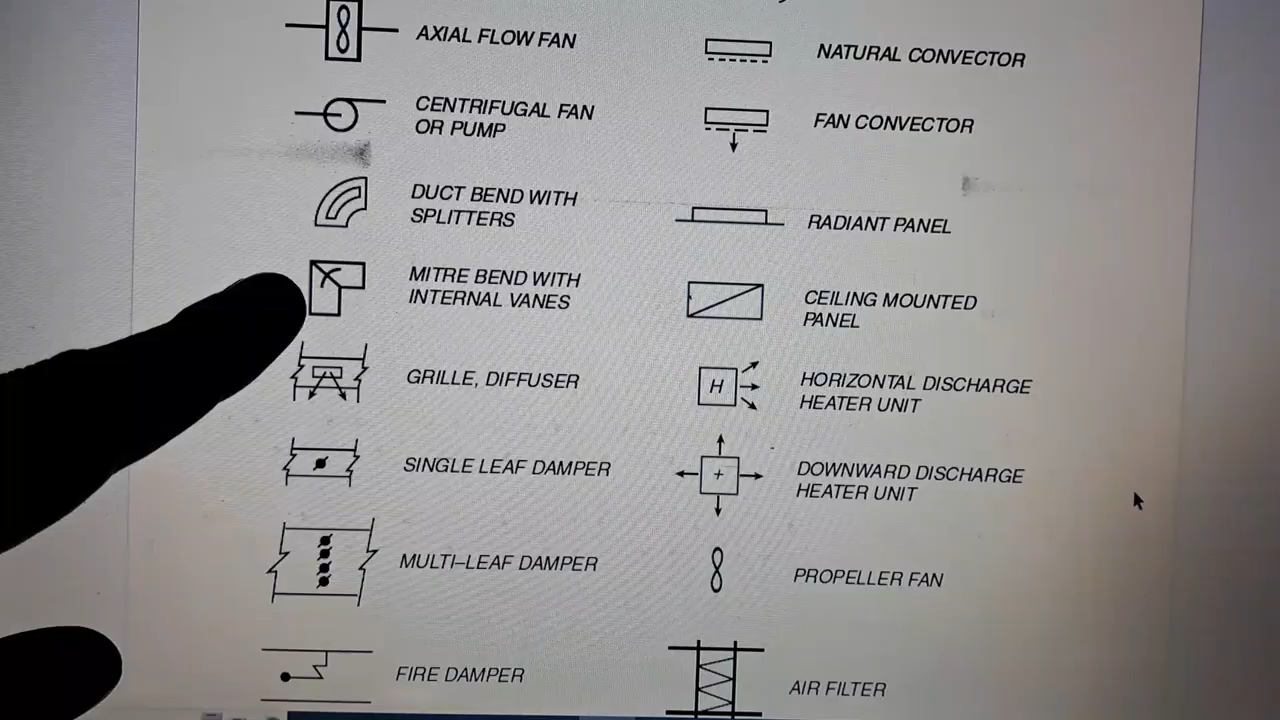 AXIAL FLOW FAN
CENTRIFUGAL FAN
OR PUMP
DUCT BEND WITH
SPLITTERS
MITRE BEND WITH
INTERNAL VANES
GRILLE, DIFFUSER
SINGLE LEAF DAMPER
MULTI–LEAF DAMPER
FIRE DAMPER
NATURAL CONVECTOR
FAN CONVECTOR
RADIANT PANEL
CEILING MOUNTED
PANEL
H
HORIZONTAL DISCHARGE
HEATER UNIT
+
DOWNWARD DISCHARGE
HEATER UNIT
PROPELLER FAN
AIR FILTER